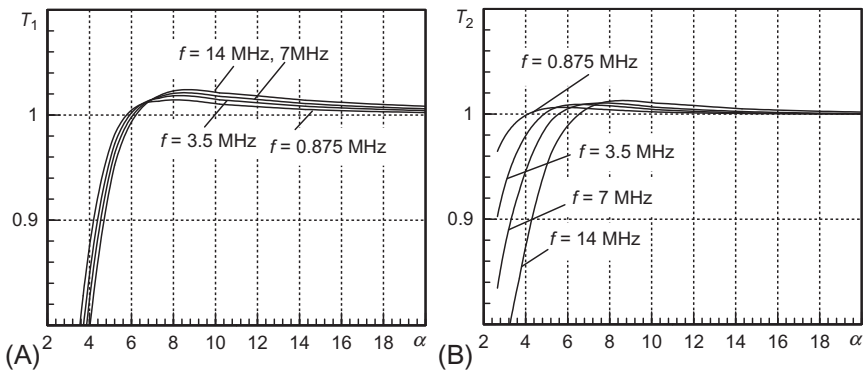 T₁
f = 14 MHz, 7MHz
1
f = 3.5 MHz
f = 0.875 MHz
0.9
2 4 6 8 10 12 14 16 18 α
(A)
T₂
f = 0.875 MHz
1
f = 3.5 MHz
f = 7 MHz
0.9
f = 14 MHz
2 4 6 8 10 12 14 16 18 α
(B)